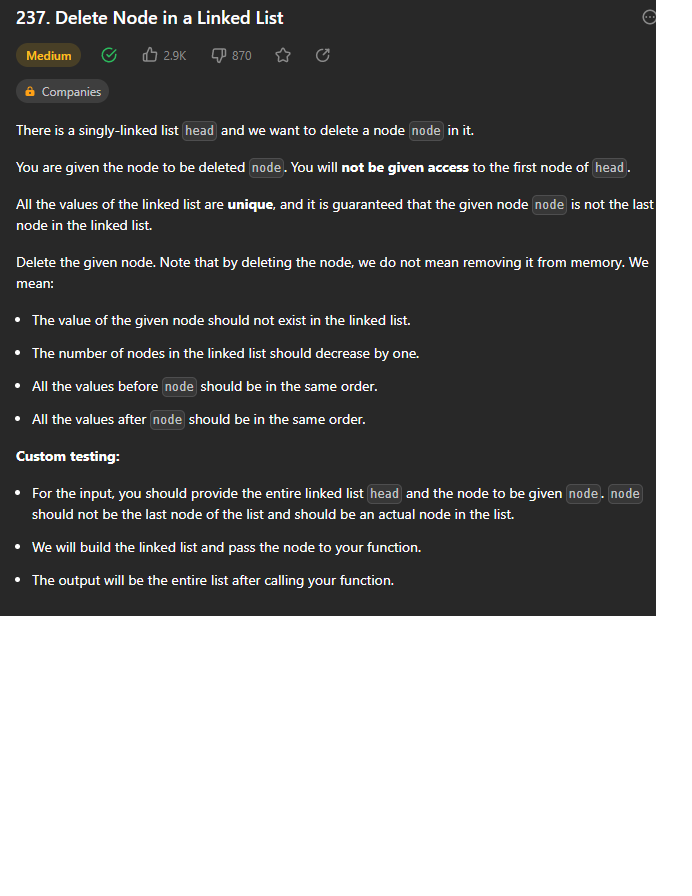 237. Delete Node in a Linked List
Medium 2.9K 870
Companies
There is a singly-linked list head and we want to delete a node node in it.
You are given the node to be deleted node. You will not be given access to the first node of head.
All the values of the linked list are unique, and it is guaranteed that the given node node is not the last
node in the linked list.
Delete the given node. Note that by deleting the node, we do not mean removing it from memory. We
mean:
• The value of the given node should not exist in the linked list.
• The number of nodes in the linked list should decrease by one.
• All the values before node should be in the same order.
• All the values after node should be in the same order.
Custom testing:
• For the input, you should provide the entire linked list head and the node to be given node. node
should not be the last node of the list and should be an actual node in the list.
• We will build the linked list and pass the node to your function.
• The output will be the entire list after calling your function.